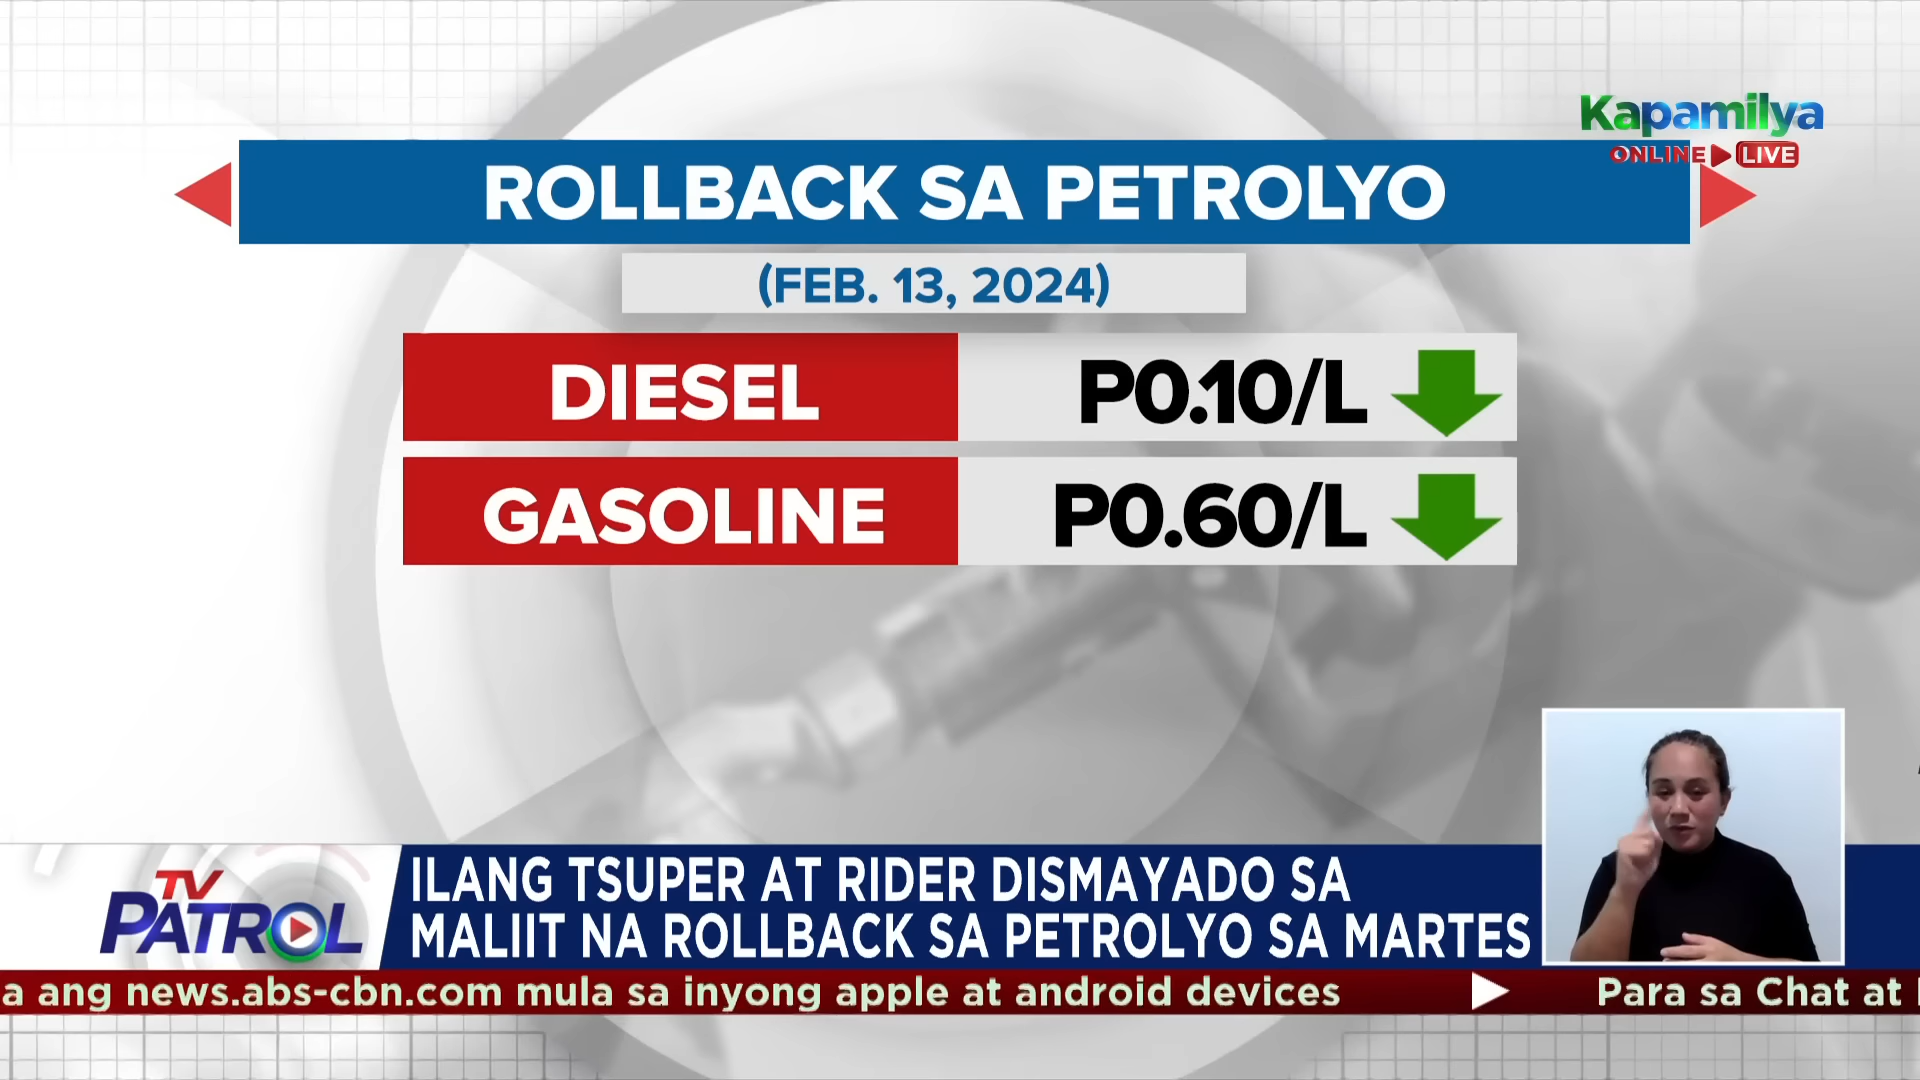 Kapamilya
ONLINE LIVE
ROLLBACK SA PETROLYO
(FEB. 13, 2024)
DIESEL P0.10/L
GASOLINE P0.60/L
TV PATROL
ILANG TSUPER AT RIDER DISMAYADO SA
MALIIT NA ROLLBACK SA PETROLYO SA MARTES
a ang news.abs-cbn.com mula sa inyong apple at android devices Para sa Chat at